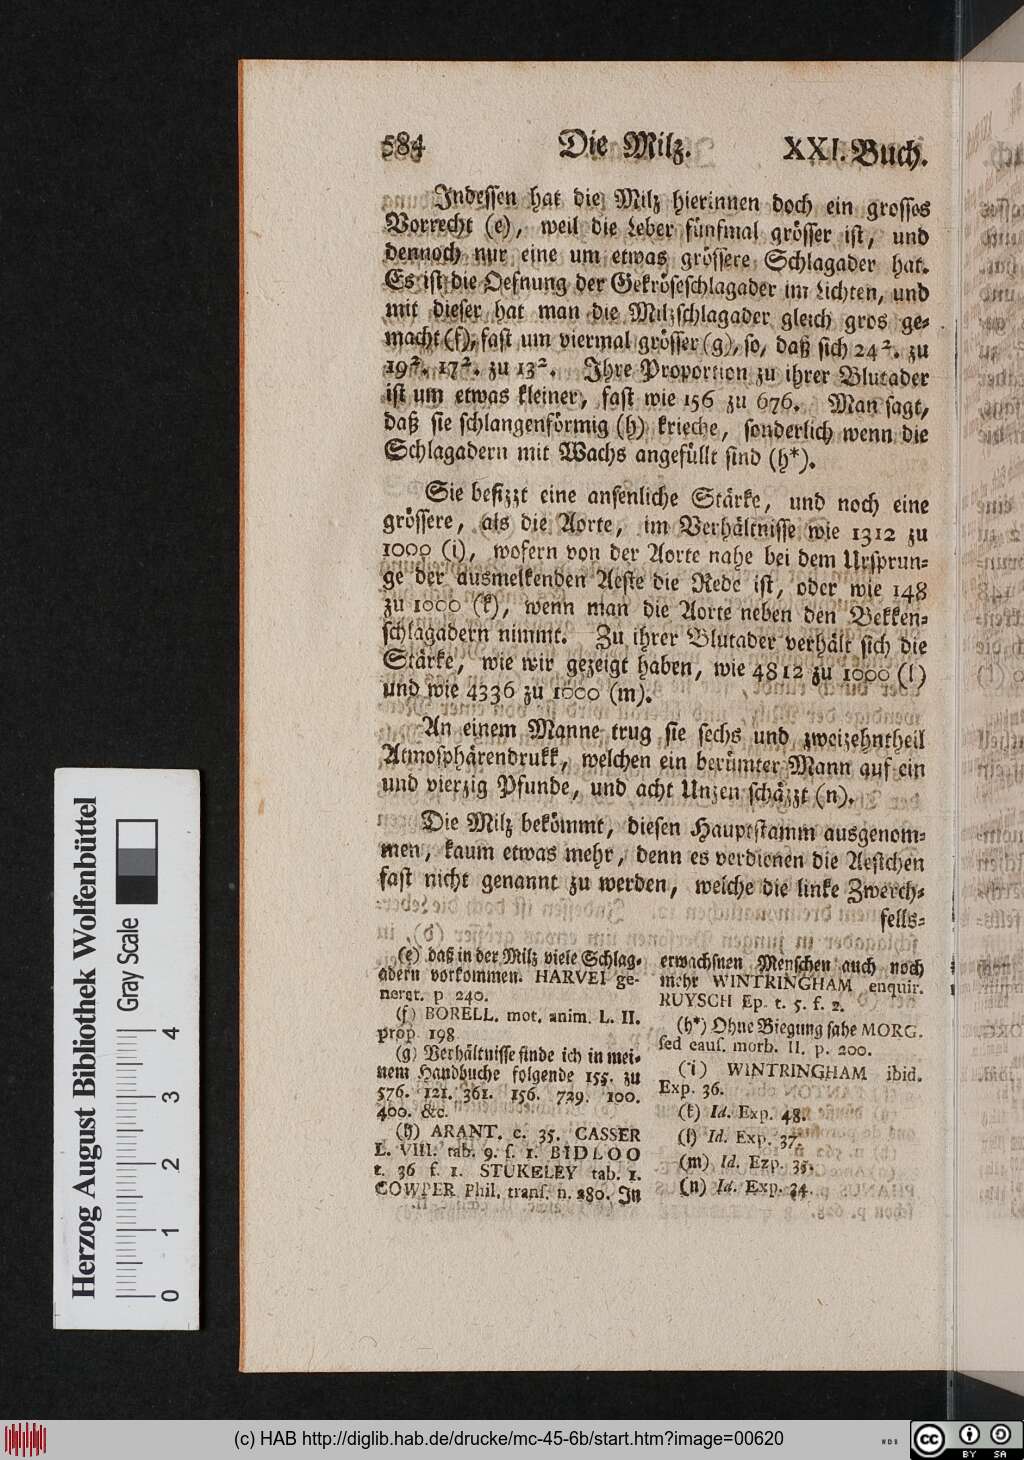 584 Die Milz. XXI. Buch.
Indessen hat die Milz hierinnen doch ein grosses
Vorrecht (e), weil die Leber fünfmal grösser ist, und
dennoch nur eine um etwas grössere Schlagader hat.
Es ist die Oefnung der Gekröseschlagader im Lichten, und
mit dieser hat man die Milzschlagader gleich gros ge-
macht (f), fast um viermal grösser (g), so, daß sich 24². zu
19². 17². zu 13². Ihre Proportion zu ihrer Blutader
ist um etwas kleiner, fast wie 156 zu 676. Man sagt,
daß sie schlangenförmig (h) krieche, sonderlich wenn die
Schlagadern mit Wachs angefüllt sind (h*).
Sie besizzt eine ansenliche Stärke, und noch eine
grössere, als die Aorte, im Verhältnisse wie 1312 zu
1000 (i), wofern von der Aorte nahe bei dem Ursprun-
ge der ausmelkenden Aeste die Rede ist, oder wie 148
zu 1000 (k), wenn man die Aorte neben den Bekken-
schlagadern nimmt. Zu ihrer Blutader verhält sich die
Stärke, wie wir gezeigt haben, wie 4812 zu 1000 (l)
und wie 4336 zu 1000 (m).
An einem Manne trug sie sechs und zweizehntheil
Atmosphärendrukk, welchen ein berümter Mann auf ein
und vierzig Pfunde, und acht Unzen schäzzt (n).
Die Milz bekömmt, diesen Hauptstamm ausgenom-
men, kaum etwas mehr, denn es verdienen die Aestchen
fast nicht genannt zu werden, welche die linke Zwerch-
fells-
(e) daß in der Milz viele Schlag-
adern vorkommen. HARVEI ge-
nerat. p 240.
(f) BORELL. mot. anim. L. II.
prop. 198
(g) Verhältnisse finde ich in mei-
nem Handbuche folgende 155. zu
576. 121. 361. 156. 729. 100.
400. &c.
(h) ARANT. c. 35. CASSER
L. VIII. tab. 9. f. 1. BIDLOO
t. 36 f. 1. STUKELEY tab. 1.
COWPER Phil. trans. n. 280. In
erwachsnen Menschen auch noch
mehr WINTRINGHAM enquir.
RUYSCH Ep. t. 5. f. 2.
(h*) Ohne Biegung sahe MORG.
sed caus. morb. II. p. 200.
(i) WINTRINGHAM ibid.
Exp. 36.
(k) Id. Exp. 48.
(l) Id. Exp. 37.
(m) Id. Exp. 35.
(n) Id. Exp. 34.
Herzog August Bibliothek Wolfenbüttel
Gray Scale
0 1 2 3 4
(c) HAB http://diglib.hab.de/drucke/mc-45-6b/start.htm?image=00620
cc BY SA